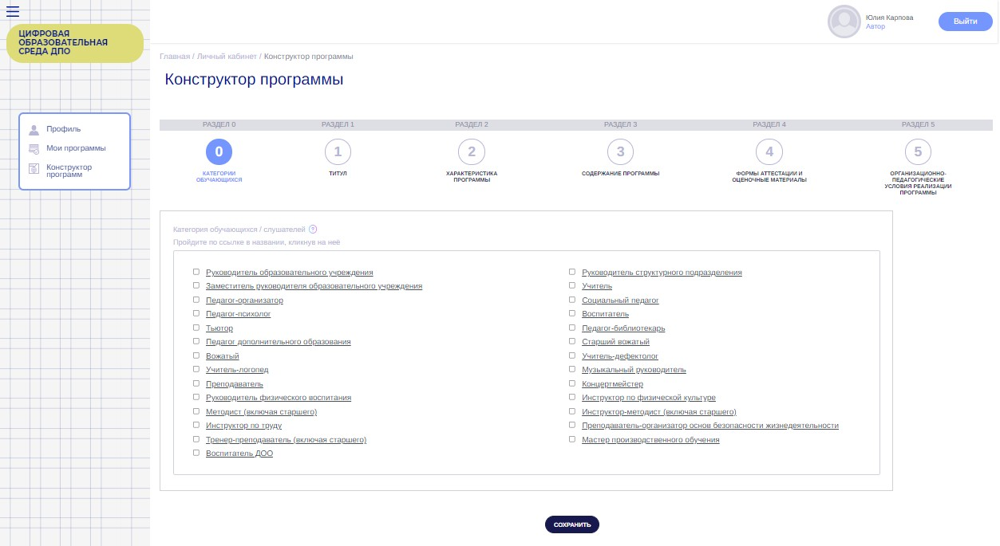 ЦИФРОВАЯ
ОБРАЗОВАТЕЛЬНАЯ
СРЕДА ДПО
Юлия Карпова
Автор
Выйти
Профиль
Мои программы
Конструктор
программ
Главная / Личный кабинет / Конструктор программы
Конструктор программы
РАЗДЕЛ 0
РАЗДЕЛ 1
РАЗДЕЛ 2
РАЗДЕЛ 3
РАЗДЕЛ 4
РАЗДЕЛ 5
0
1
2
3
4
5
КАТЕГОРИИ
ОБУЧАЮЩИХСЯ
ТИТУЛ
ХАРАКТЕРИСТИКА
ПРОГРАММЫ
СОДЕРЖАНИЕ ПРОГРАММЫ
ФОРМЫ АТТЕСТАЦИИ И
ОЦЕНОЧНЫЕ МАТЕРИАЛЫ
ОРГАНИЗАЦИОННО-
ПЕДАГОГИЧЕСКИЕ
УСЛОВИЯ РЕАЛИЗАЦИИ
ПРОГРАММЫ
Категория обучающихся / слушателей ?
Пройдите по ссылке в названии, кликнув на неё
Руководитель образовательного учреждения
Заместитель руководителя образовательного учреждения
Педагог-организатор
Педагог-психолог
Тьютор
Педагог дополнительного образования
Вожатый
Учитель-логопед
Преподаватель
Руководитель физического воспитания
Методист (включая старшего)
Инструктор по труду
Тренер-преподаватель (включая старшего)
Воспитатель ДОО
Руководитель структурного подразделения
Учитель
Социальный педагог
Воспитатель
Педагог-библиотекарь
Старший вожатый
Учитель-дефектолог
Музыкальный руководитель
Концертмейстер
Инструктор по физической культуре
Инструктор-методист (включая старшего)
Преподаватель-организатор основ безопасности жизнедеятельности
Мастер производственного обучения
СОХРАНИТЬ